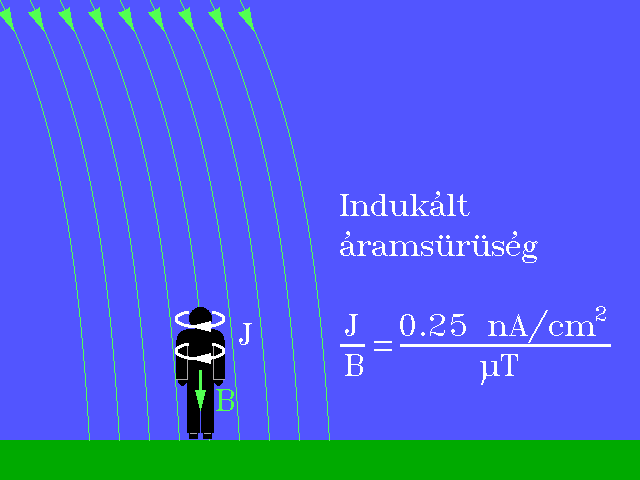 Indukált
áramsürüség
J
B
J/B = 0.25 nA/cm²/µT